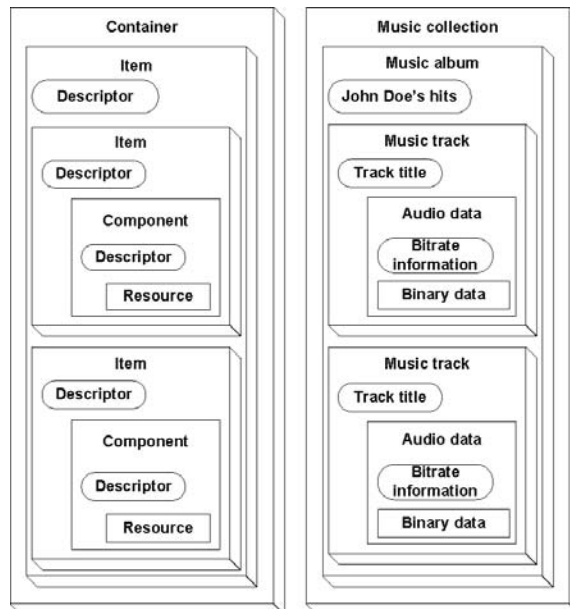 Container
Item
Descriptor
Item
Descriptor
Component
Descriptor
Resource
Item
Descriptor
Component
Descriptor
Resource
Music collection
Music album
John Doe's hits
Music track
Track title
Audio data
Bitrate
information
Binary data
Music track
Track title
Audio data
Bitrate
information
Binary data